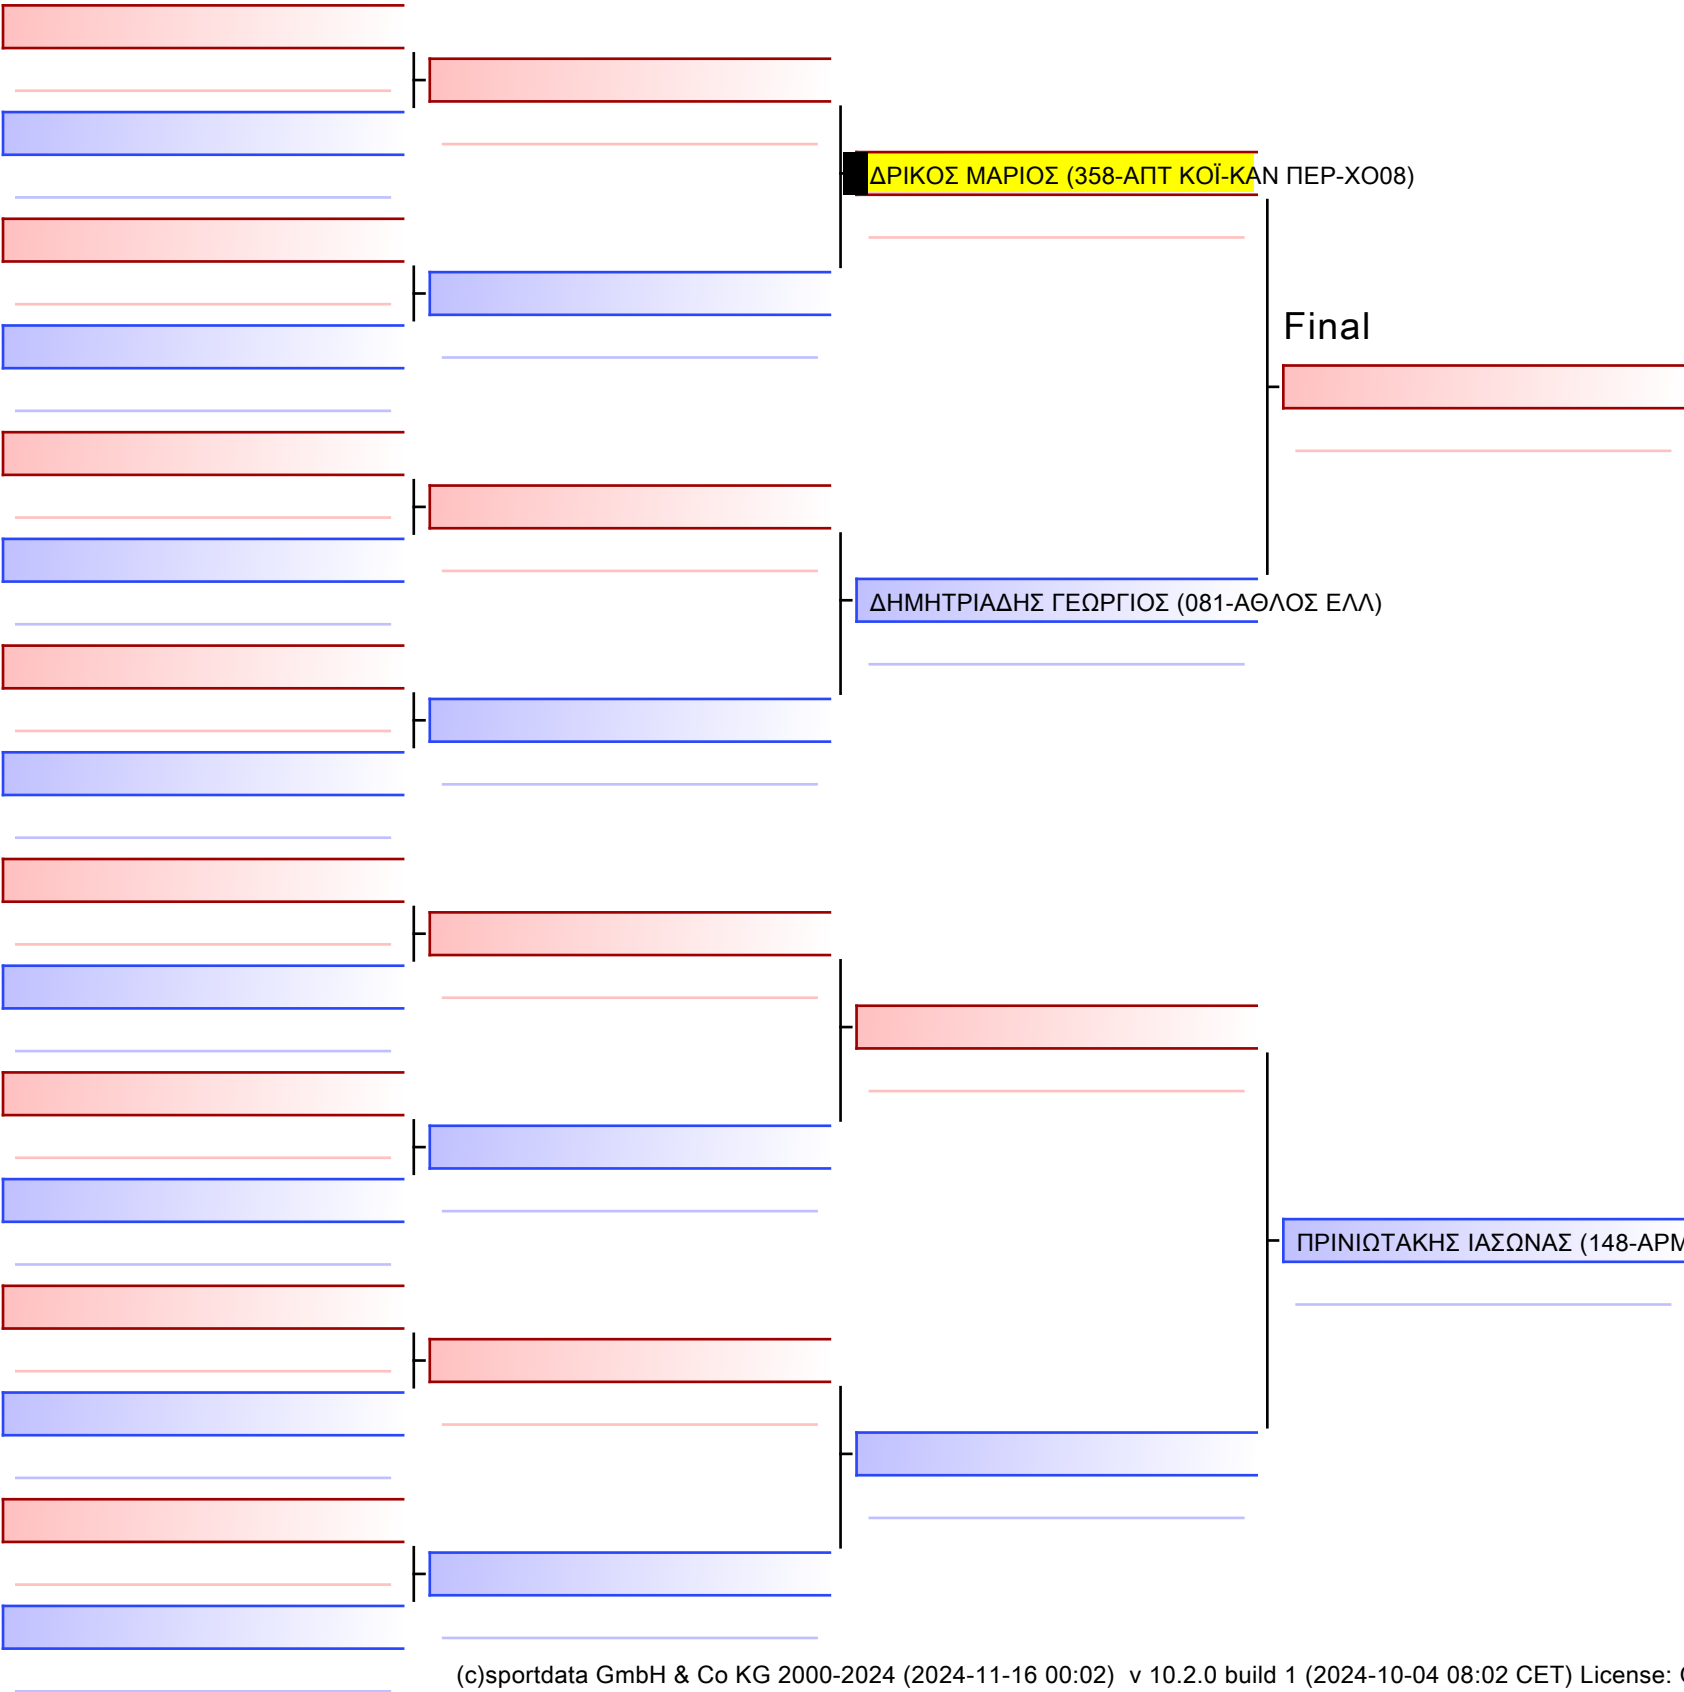 ΔΡΙΚΟΣ ΜΑΡΙΟΣ (358-ΑΠΤ ΚΟΪ-ΚΑΝ ΠΕΡ-ΧΟ08)
Final
ΔΗΜΗΤΡΙΑΔΗΣ ΓΕΩΡΓΙΟΣ (081-ΑΘΛΟΣ ΕΛΛ)
ΠΡΙΝΙΩΤΑΚΗΣ ΙΑΣΩΝΑΣ (148-ΑΡΜ
(c)sportdata GmbH & Co KG 2000-2024 (2024-11-16 00:02) v 10.2.0 build 1 (2024-10-04 08:02 CET) License: